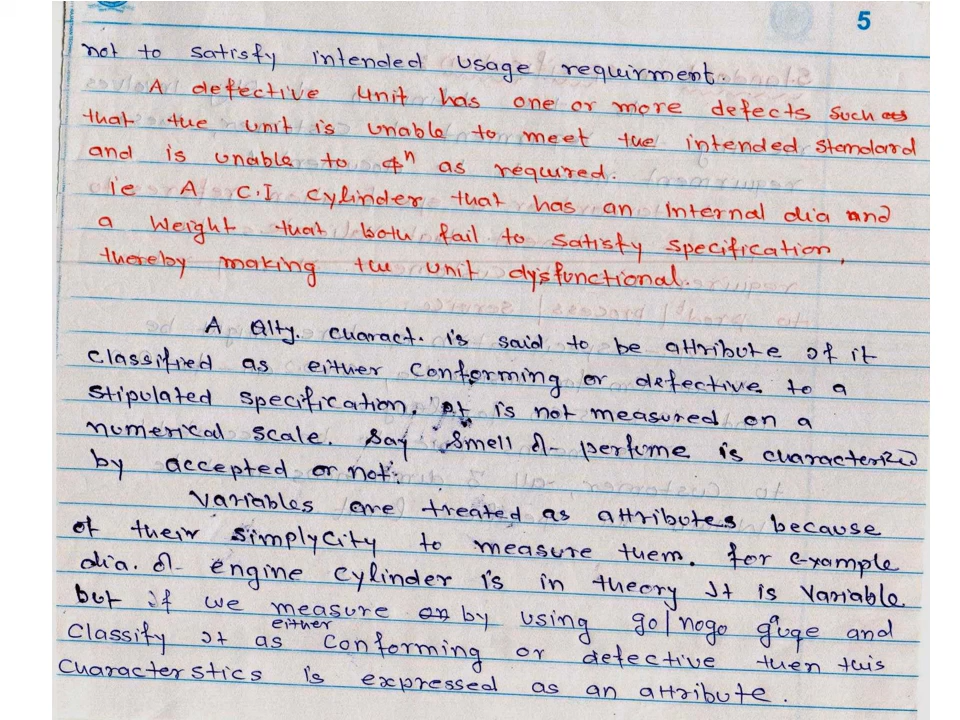 5
not to satisfy intended usage requirment.
A defective unit has one or more defects such as
that the unit is unable to meet the intended standard
and is unable to fⁿ as required.
ie A C.I cylinder that has an internal dia and
a weight that both fail to satisfy specification,
thereby making the unit dysfunctional.
A Qlty. charact. is said to be attribute if it
classified as either conforming or defective to a
stipulated specification. It is not measured on a
numerical scale. Say smell of perfume is characterized
by accepted or not.
Variables are treated as attributes because
of their simplycity to measure them. for example
dia. of engine cylinder is in theory It is variable
but if we measure by using go/nogo guge and
Classify it as either conforming or defective then this
Characterstics is expressed as an attribute.